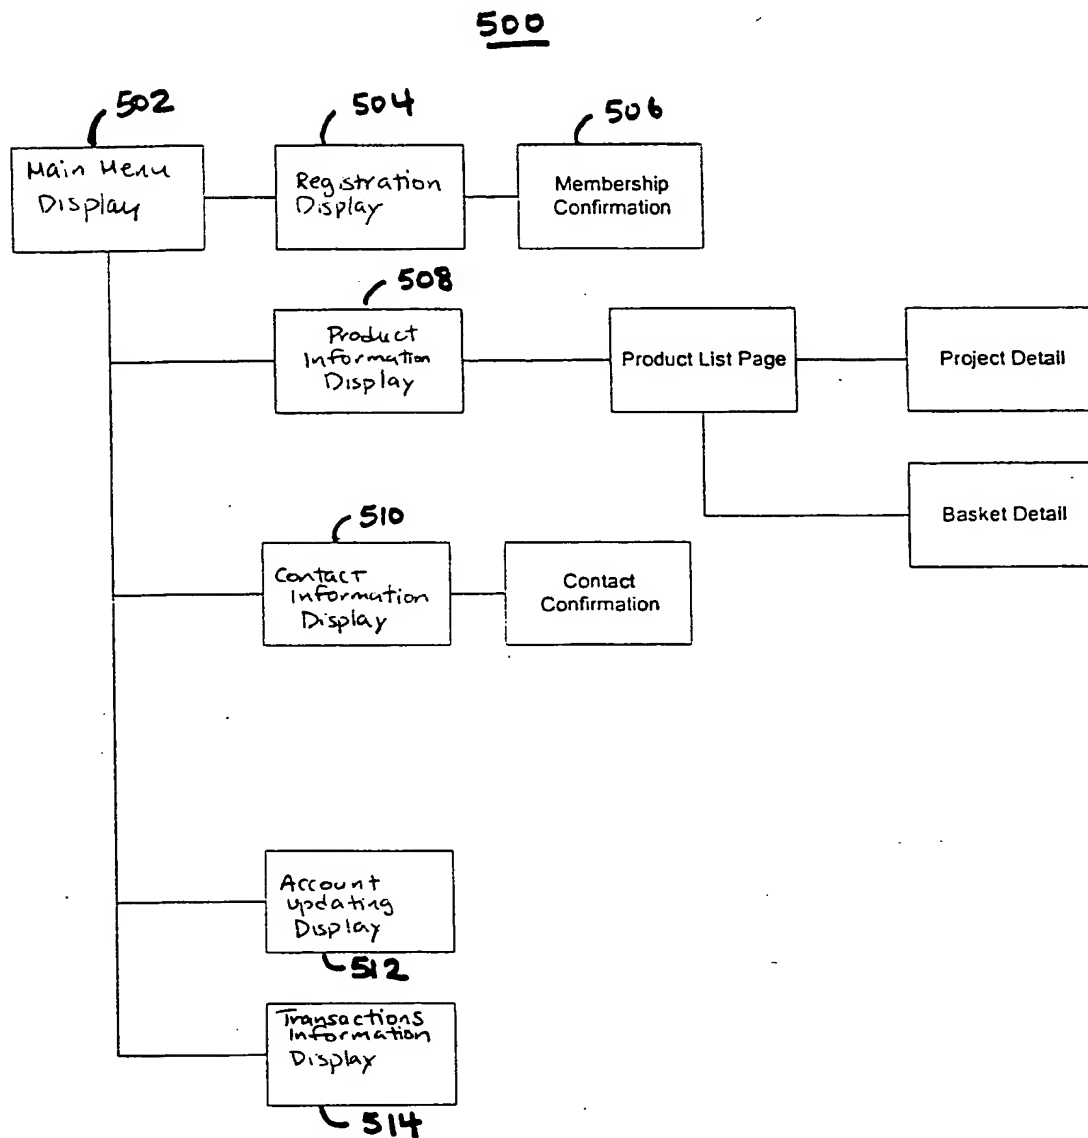 500
502
504
506
Main Menu
Display
Registration
Display
Membership
Confirmation
508
Product
Information
Display
Product List Page
Project Detail
Basket Detail
510
Contact
Information
Display
Contact
Confirmation
Account
updating
Display
512
Transactions
Information
Display
514